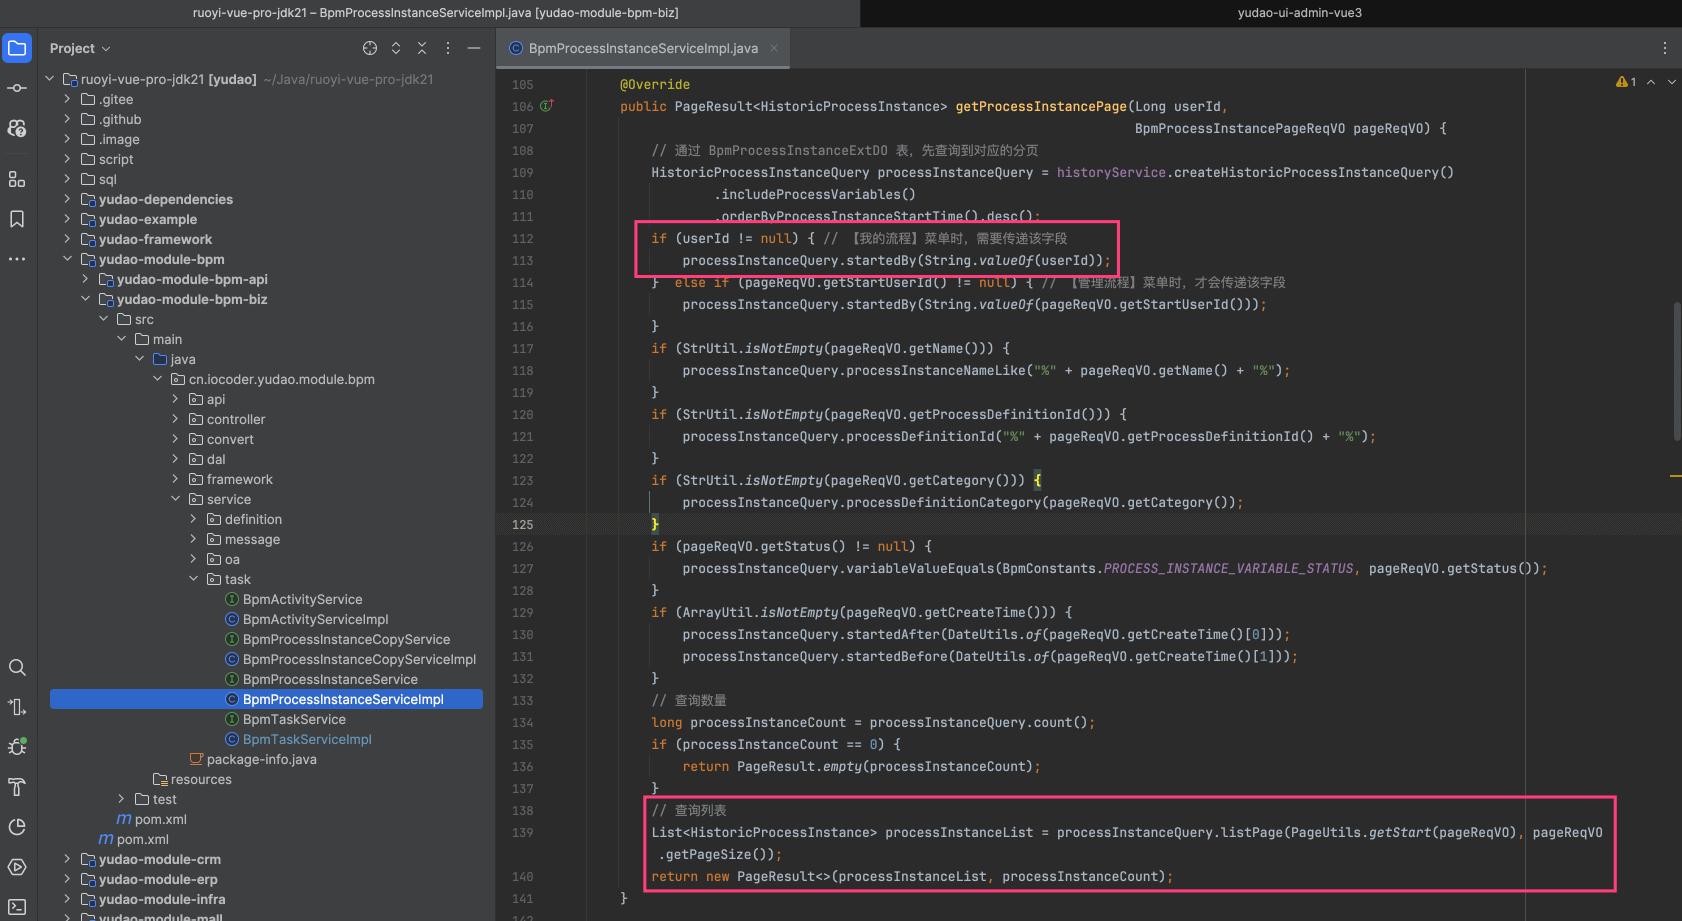 ruoyi-vue-pro-jdk21 – BpmProcessInstanceServiceImpl.java [yudao-module-bpm-biz]
yudao-ui-admin-vue3
Project
BpmProcessInstanceServiceImpl.java
ruoyi-vue-pro-jdk21 [yudao] ~/Java/ruoyi-vue-pro-jdk21
.gitee
.github
.image
script
sql
yudao-dependencies
yudao-example
yudao-framework
yudao-module-bpm
yudao-module-bpm-api
yudao-module-bpm-biz
src
main
java
cn.iocoder.yudao.module.bpm
api
controller
convert
dal
framework
service
definition
message
oa
task
BpmActivityService
BpmActivityServiceImpl
BpmProcessInstanceCopyService
BpmProcessInstanceCopyServiceImpl
BpmProcessInstanceService
BpmProcessInstanceServiceImpl
BpmTaskService
BpmTaskServiceImpl
package-info.java
resources
test
pom.xml
pom.xml
yudao-module-crm
yudao-module-erp
yudao-module-infra
yudao-module-mall
1
105 @Override
106 public PageResult<HistoricProcessInstance> getProcessInstancePage(Long userId,
107 BpmProcessInstancePageReqVO pageReqVO) {
108 // 通过 BpmProcessInstanceExtDO 表，先查询到对应的分页
109 HistoricProcessInstanceQuery processInstanceQuery = historyService.createHistoricProcessInstanceQuery()
110 .includeProcessVariables()
111 .orderByProcessInstanceStartTime().desc();
112 if (userId != null) { // 【我的流程】菜单时，需要传递该字段
113 processInstanceQuery.startedBy(String.valueOf(userId));
114 } else if (pageReqVO.getStartUserId() != null) { // 【管理流程】菜单时，才会传递该字段
115 processInstanceQuery.startedBy(String.valueOf(pageReqVO.getStartUserId()));
116 }
117 if (StrUtil.isNotEmpty(pageReqVO.getName())) {
118 processInstanceQuery.processInstanceNameLike("%" + pageReqVO.getName() + "%");
119 }
120 if (StrUtil.isNotEmpty(pageReqVO.getProcessDefinitionId())) {
121 processInstanceQuery.processDefinitionId("%" + pageReqVO.getProcessDefinitionId() + "%");
122 }
123 if (StrUtil.isNotEmpty(pageReqVO.getCategory())) {
124 processInstanceQuery.processDefinitionCategory(pageReqVO.getCategory());
125 }
126 if (pageReqVO.getStatus() != null) {
127 processInstanceQuery.variableValueEquals(BpmConstants.PROCESS_INSTANCE_VARIABLE_STATUS, pageReqVO.getStatus());
128 }
129 if (ArrayUtil.isNotEmpty(pageReqVO.getCreateTime())) {
130 processInstanceQuery.startedAfter(DateUtils.of(pageReqVO.getCreateTime()[0]));
131 processInstanceQuery.startedBefore(DateUtils.of(pageReqVO.getCreateTime()[1]));
132 }
133 // 查询数量
134 long processInstanceCount = processInstanceQuery.count();
135 if (processInstanceCount == 0) {
136 return PageResult.empty(processInstanceCount);
137 }
138 // 查询列表
139 List<HistoricProcessInstance> processInstanceList = processInstanceQuery.listPage(PageUtils.getStart(pageReqVO), pageReqVO
.getPageSize());
140 return new PageResult<>(processInstanceList, processInstanceCount);
141 }
142